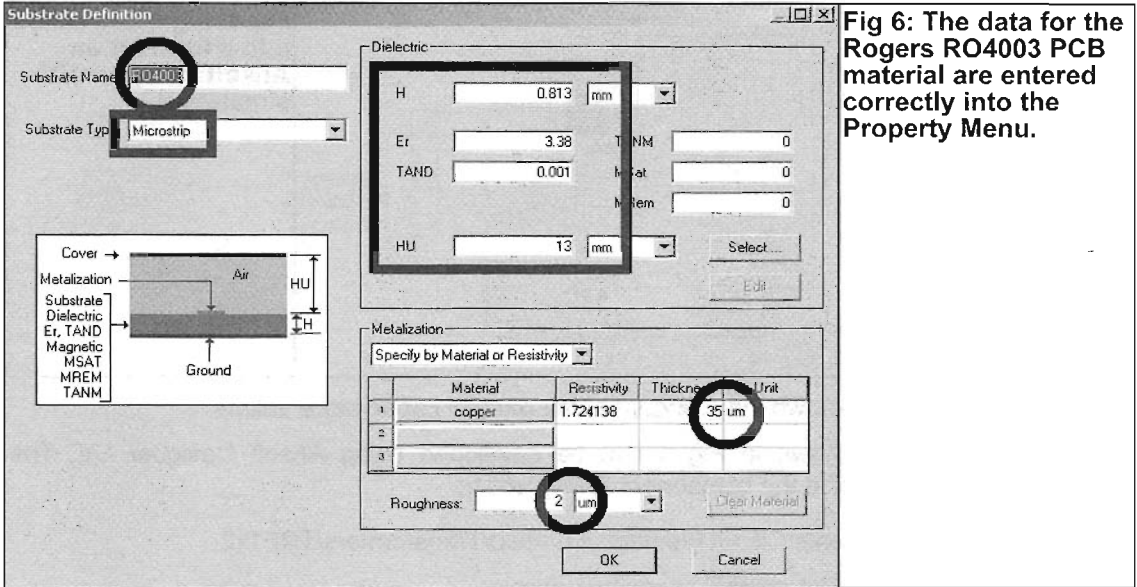 Substrate Definition
Substrate Name
RO4003
Substrate Typ
Microstrip
Cover
Metalization
Substrate
Dielectric
Er, TAND
Magnetic
MSAT
MREM
TANM
Air
HU
H
Ground
Dielectric
H 0.813 mm
Er 3.38
TAND 0.001
HU 13 mm
0
MSat 0
0
Select...
Edit
Metalization
Specify by Material or Resistivity
Material Resistivity Unit
1 copper 1.724138 35 um
2
3
Roughness: 2 um
Clear Material
OK Cancel
Fig 6: The data for the
Rogers RO4003 PCB
material are entered
correctly into the
Property Menu.